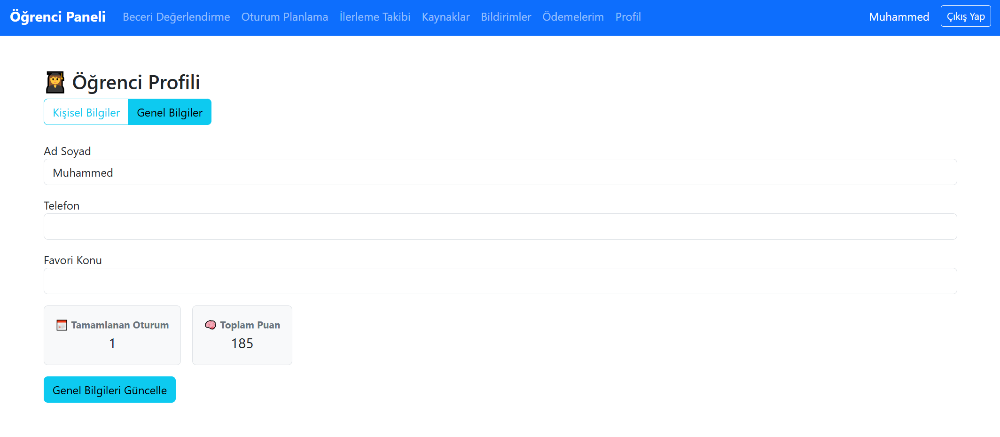 Öğrenci Paneli Beceri Değerlendirme Oturum Planlama İlerleme Takibi Kaynaklar Bildirimler Ödemelerim Profil Muhammed Çıkış Yap
Öğrenci Profili
Kişisel Bilgiler Genel Bilgiler
Ad Soyad
Muhammed
Telefon
Favori Konu
Tamamlanan Oturum Toplam Puan
1 185
Genel Bilgileri Güncelle